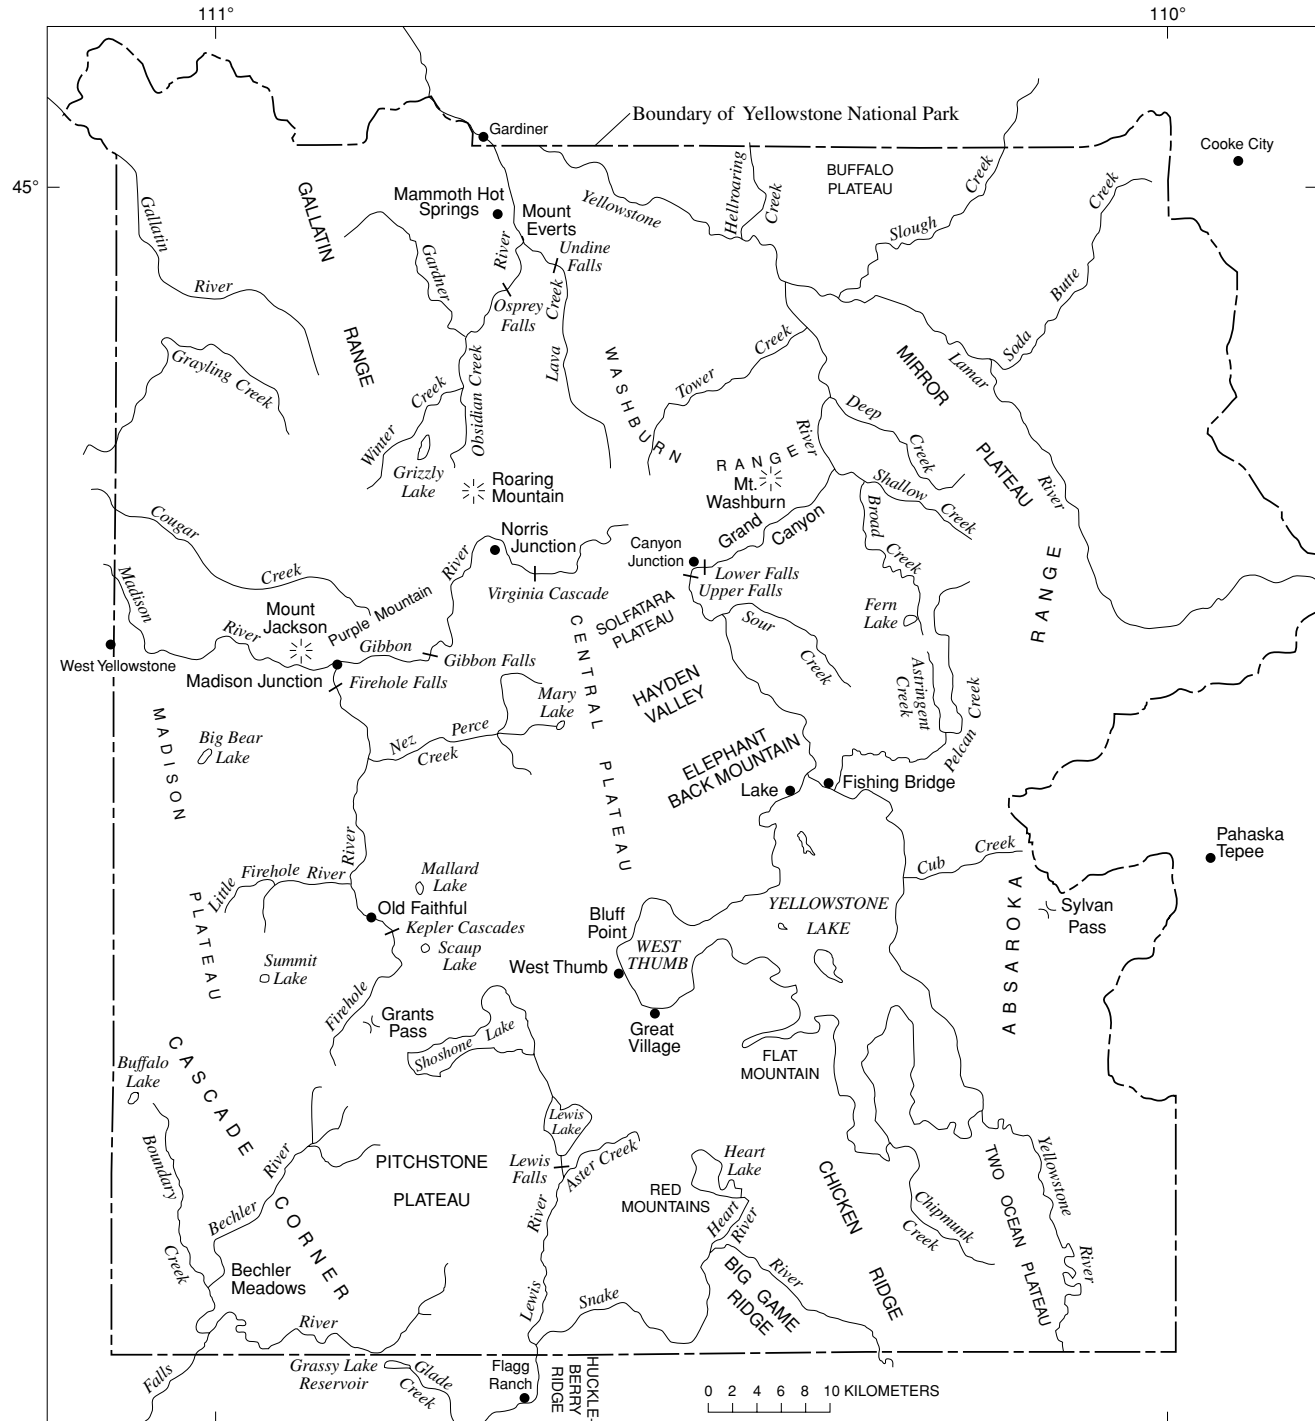 111°
110°
45°
Boundary of Yellowstone National Park
Gardiner
Cooke City
BUFFALO
PLATEAU
Hellroaring
Creek
Slough
Creek
Soda
Butte
Creek
Yellowstone
Mammoth Hot
Springs
Mount
Everts
Undine
Falls
GALLATIN
RANGE
Gallatin
River
Gardner
River
Osprey
Falls
Lava
Creek
Grayling Creek
Winter
Creek
Obsidian Creek
Grizzly
Lake
Roaring
Mountain
WASHBURN
RANGE
Tower
Creek
Deep
Creek
River
MIRROR
PLATEAU
Lamar
River
Mt.
Washburn
Shallow
Creek
Broad
Creek
Grand
Canyon
Canyon
Junction
Lower Falls
Upper Falls
Norris
Junction
Virginia Cascade
Cougar
Creek
Madison
River
Mount
Jackson
Purple Mountain
River
Gibbon
Gibbon Falls
West Yellowstone
Madison Junction
Firehole Falls
SOLFATARA
PLATEAU
CENTRAL
PLATEAU
Sour
Creek
Fern
Lake
Astringent
Creek
Pelcan
Creek
ABSAROKA
RANGE
HAYDEN
VALLEY
Mary
Lake
Nez
Perce
Creek
MADISON
PLATEAU
Big Bear
Lake
ELEPHANT
BACK MOUNTAIN
Lake
Fishing Bridge
Cub
Creek
Pahaska
Tepee
Sylvan
Pass
River
Little
Firehole
River
Mallard
Lake
Old Faithful
Kepler Cascades
Scaup
Lake
Summit
Lake
Firehole
Grants
Pass
Bluff
Point
WEST
THUMB
West Thumb
YELLOWSTONE
LAKE
Great
Village
FLAT
MOUNTAIN
Shoshone
Lake
Buffalo
Lake
CASCADE
CORNER
Boundary
Creek
Bechler
River
Bechler
Meadows
PITCHSTONE
PLATEAU
Lewis
Lake
Lewis
Falls
Aster Creek
River
Lewis
RED
MOUNTAINS
Heart
Lake
Heart
River
CHICKEN
RIDGE
Chipmunk
Creek
TWO OCEAN PLATEAU
Yellowstone
River
BIG GAME
RIDGE
River
Snake
River
Falls
Grassy Lake
Reservoir
Glade
Creek
Flagg
Ranch
HUCKLE-
BERRY
RIDGE
0 2 4 6 8 10 KILOMETERS